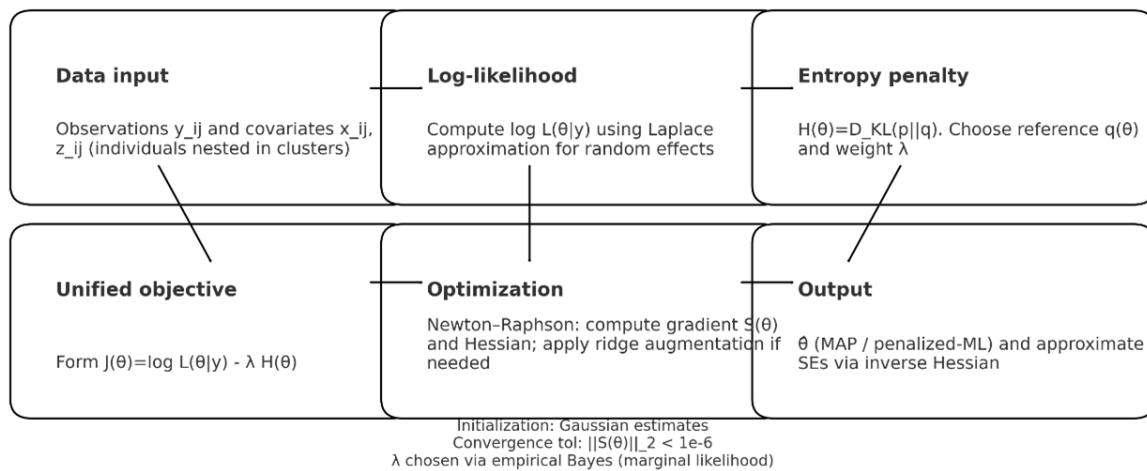 Data input
Observations y_ij and covariates x_ij,
z_ij (individuals nested in clusters)
Log-likelihood
Compute log L(θ|y) using Laplace
approximation for random effects
Entropy penalty
H(θ)=D_KL(p||q). Choose reference q(θ)
and weight λ
Unified objective
Form J(θ)=log L(θ|y) - λ H(θ)
Optimization
Newton–Raphson: compute gradient S(θ)
and Hessian; apply ridge augmentation if
needed
Output
θ̂ (MAP / penalized-ML) and approximate
SEs via inverse Hessian
Initialization: Gaussian estimates
Convergence tol: ||S(θ)||_2 < 1e-6
λ chosen via empirical Bayes (marginal likelihood)